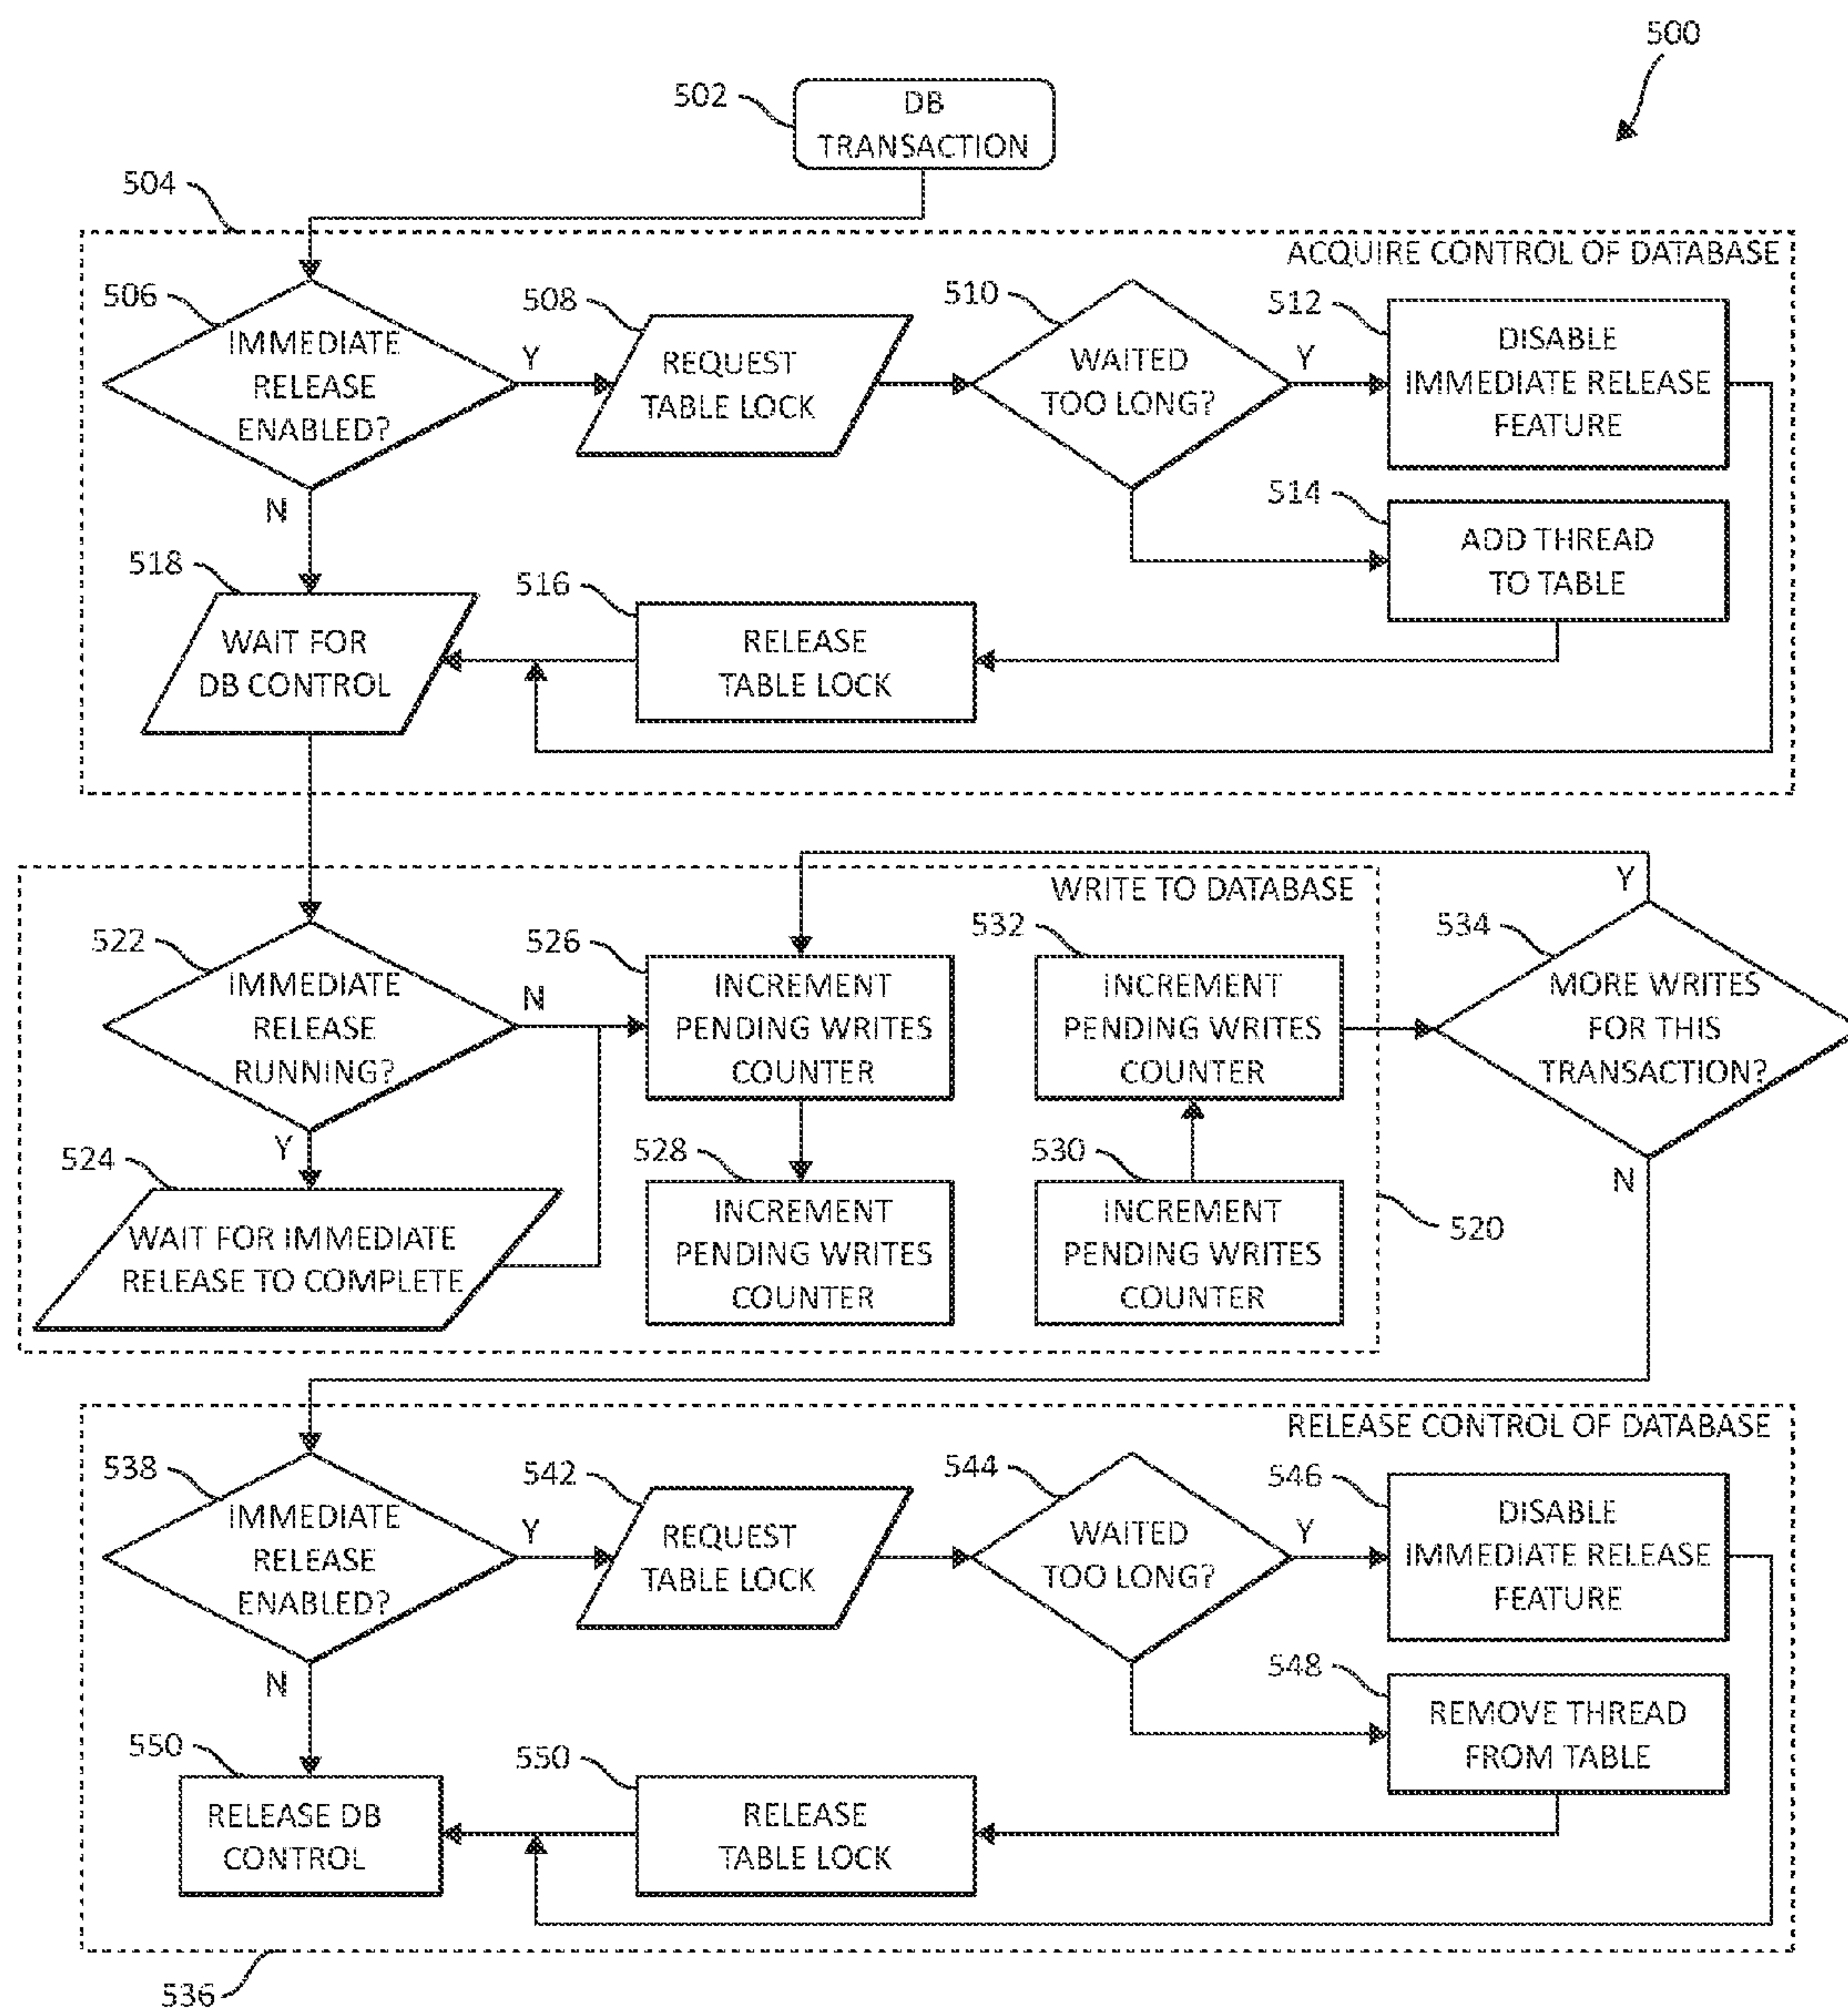 500
502
DB
TRANSACTION
504
ACQUIRE CONTROL OF DATABASE
506
IMMEDIATE
RELEASE
ENABLED?
Y
N
508
REQUEST
TABLE LOCK
510
WAITED
TOO LONG?
Y
512
DISABLE
IMMEDIATE RELEASE
FEATURE
514
ADD THREAD
TO TABLE
516
RELEASE
TABLE LOCK
518
WAIT FOR
DB CONTROL
WRITE TO DATABASE
522
IMMEDIATE
RELEASE
RUNNING?
N
Y
524
WAIT FOR IMMEDIATE
RELEASE TO COMPLETE
526
INCREMENT
PENDING WRITES
COUNTER
528
INCREMENT
PENDING WRITES
COUNTER
532
INCREMENT
PENDING WRITES
COUNTER
530
INCREMENT
PENDING WRITES
COUNTER
520
534
MORE WRITES
FOR THIS
TRANSACTION?
Y
N
RELEASE CONTROL OF DATABASE
538
IMMEDIATE
RELEASE
ENABLED?
Y
N
542
REQUEST
TABLE LOCK
544
WAITED
TOO LONG?
Y
546
DISABLE
IMMEDIATE RELEASE
FEATURE
548
REMOVE THREAD
FROM TABLE
550
RELEASE DB
CONTROL
550
RELEASE
TABLE LOCK
536